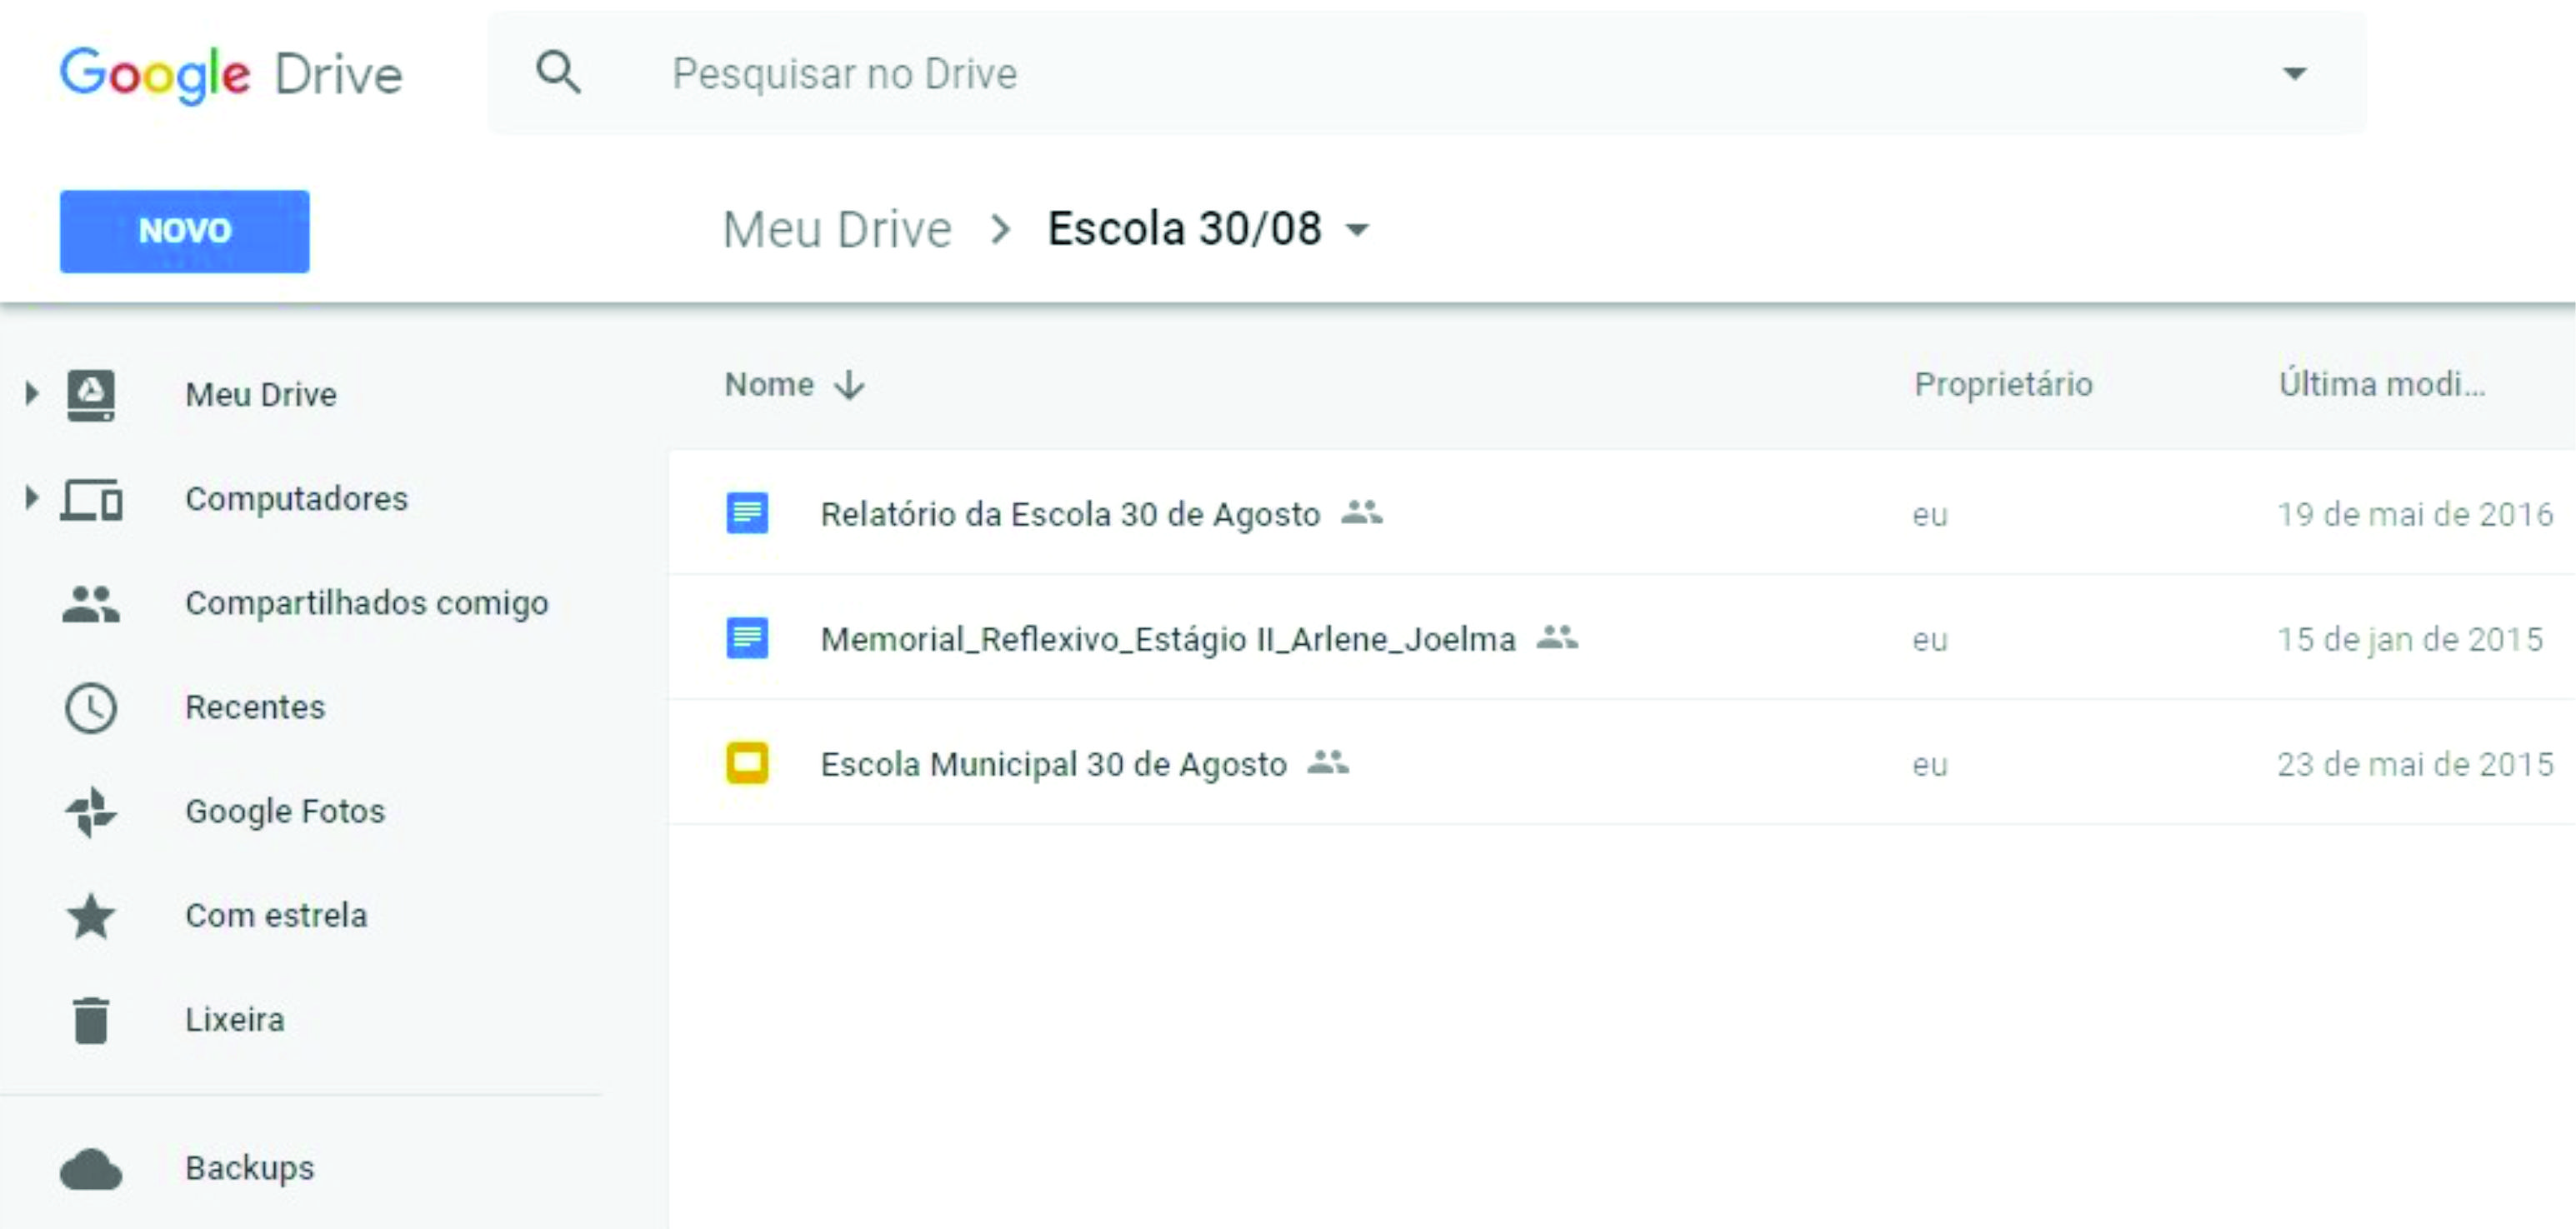 Google Drive
Pesquisar no Drive
NOVO
Meu Drive > Escola 30/08
Meu Drive
Computadores
Compartilhados comigo
Recentes
Google Fotos
Com estrela
Lixeira
Backups
Nome Proprietário Última modi...
Relatório da Escola 30 de Agosto eu 19 de mai de 2016
Memorial_Reflexivo_Estágio II_Arlene_Joelma eu 15 de jan de 2015
Escola Municipal 30 de Agosto eu 23 de mai de 2015